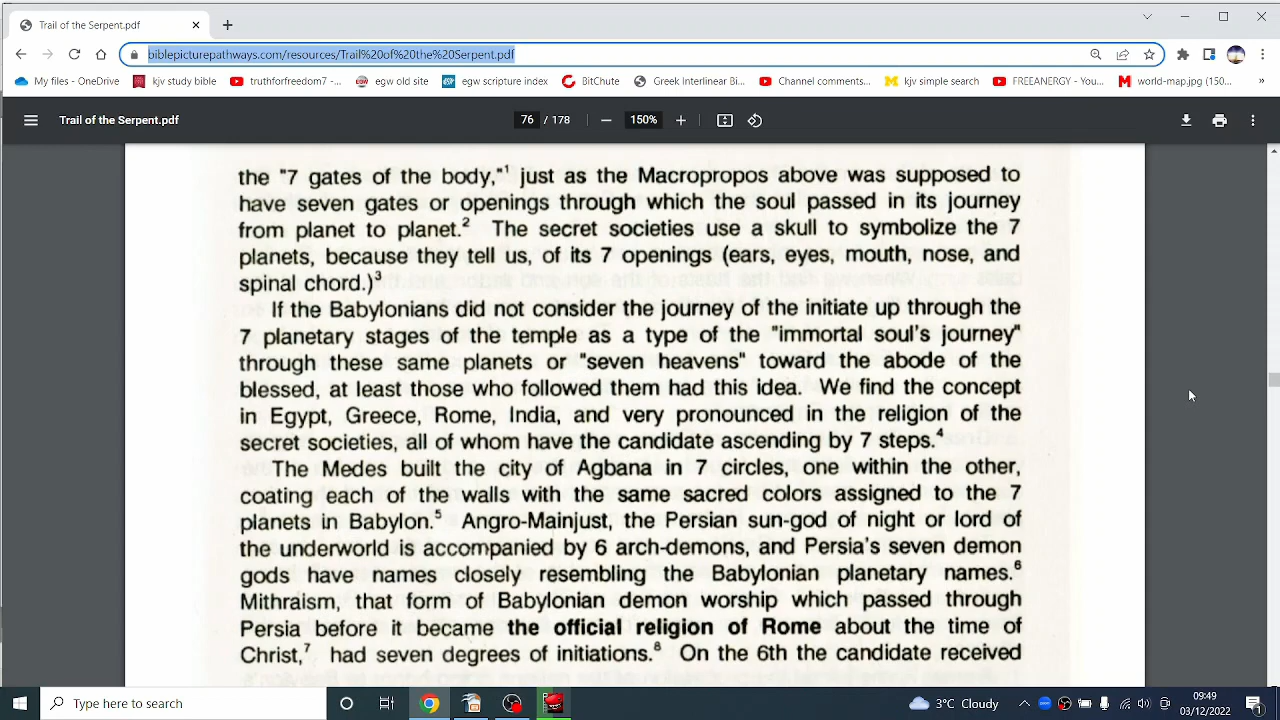 Trail of the Serpent.pdf
biblepicturepathways.com/resources/Trail%20of%20the%20Serpent.pdf
My files - OneDrive kjv study bible truthforfreedom7 -... egw old site egw scripture index BitChute Greek Interlinear Bi... Channel comments... kjv simple search FREEANERGY - You... world-map.jpg (150...
Trail of the Serpent.pdf 76 / 178 150%
the "7 gates of the body,"1 just as the Macropropos above was supposed to
have seven gates or openings through which the soul passed in its journey
from planet to planet.2 The secret societies use a skull to symbolize the 7
planets, because they tell us, of its 7 openings (ears, eyes, mouth, nose, and
spinal chord.)3
If the Babylonians did not consider the journey of the initiate up through the
7 planetary stages of the temple as a type of the "immortal soul's journey"
through these same planets or "seven heavens" toward the abode of the
blessed, at least those who followed them had this idea. We find the concept
in Egypt, Greece, Rome, India, and very pronounced in the religion of the
secret societies, all of whom have the candidate ascending by 7 steps.4
The Medes built the city of Agbana in 7 circles, one within the other,
coating each of the walls with the same sacred colors assigned to the 7
planets in Babylon.5 Angro-Mainjust, the Persian sun-god of night or lord of
the underworld is accompanied by 6 arch-demons, and Persia's seven demon
gods have names closely resembling the Babylonian planetary names.6
Mithraism, that form of Babylonian demon worship which passed through
Persia before it became the official religion of Rome about the time of
Christ,7 had seven degrees of initiations.8 On the 6th the candidate received
Type here to search
3°C Cloudy
09:49
03/12/2022